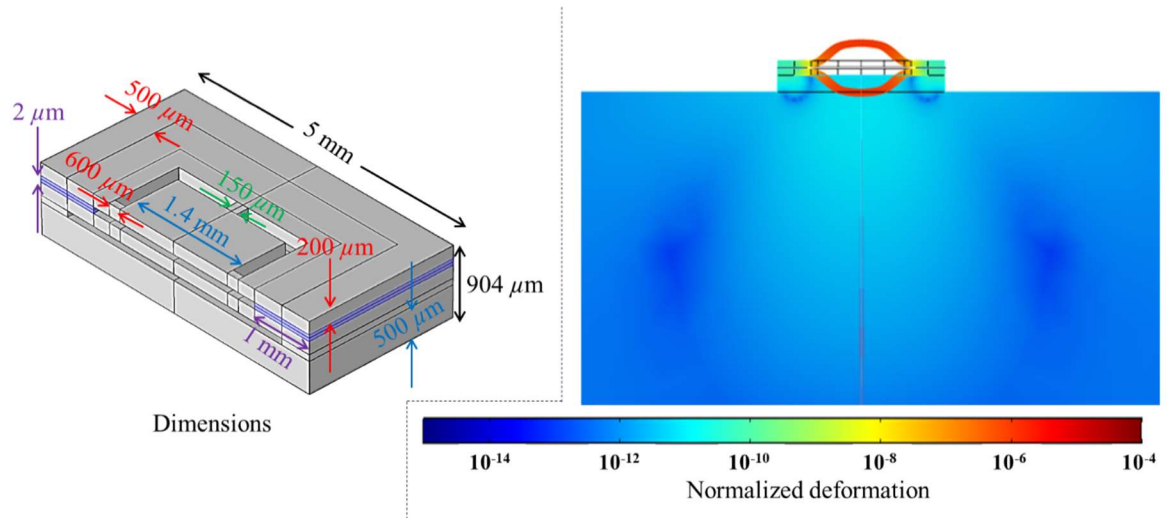 2 µm
500 µm
5 mm
600 µm
150 µm
1.4 mm
200 µm
904 µm
500 µm
1 mm
Dimensions
10-14 10-12 10-10 10-8 10-6 10-4
Normalized deformation